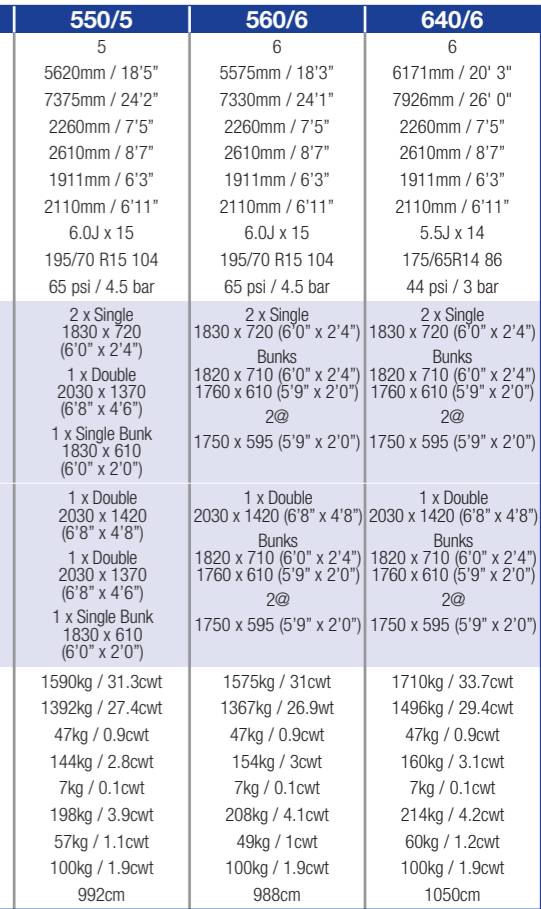 550/5 560/6 640/6
5 6 6
5620mm / 18'5” 5575mm / 18'3” 6171mm / 20' 3"
7375mm / 24'2” 7330mm / 24'1” 7926mm / 26' 0"
2260mm / 7'5” 2260mm / 7'5” 2260mm / 7'5”
2610mm / 8'7” 2610mm / 8'7” 2610mm / 8'7”
1911mm / 6'3” 1911mm / 6'3” 1911mm / 6'3”
2110mm / 6'11” 2110mm / 6'11” 2110mm / 6'11”
6.0J x 15 6.0J x 15 5.5J x 14
195/70 R15 104 195/70 R15 104 175/65R14 86
65 psi / 4.5 bar 65 psi / 4.5 bar 44 psi / 3 bar
2 x Single
1830 x 720
(6’0” x 2’4”)
1 x Double
2030 x 1370
(6’8” x 4’6”)
1 x Single Bunk
1830 x 610
(6’0” x 2’0”)
2 x Single
1830 x 720 (6’0” x 2’4”)
Bunks
1820 x 710 (6’0” x 2’4”)
1760 x 610 (5’9” x 2’0”)
2@
1750 x 595 (5’9” x 2’0”)
2 x Single
1830 x 720 (6’0” x 2’4”)
Bunks
1820 x 710 (6’0” x 2’4”)
1760 x 610 (5’9” x 2’0”)
2@
1750 x 595 (5’9” x 2’0”)
1 x Double
2030 x 1420
(6’8” x 4’8”)
1 x Double
2030 x 1370
(6’8” x 4’6”)
1 x Single Bunk
1830 x 610
(6’0” x 2’0”)
1 x Double
2030 x 1420 (6’8” x 4’8”)
Bunks
1820 x 710 (6’0” x 2’4”)
1760 x 610 (5’9” x 2’0”)
2@
1750 x 595 (5’9” x 2’0”)
1 x Double
2030 x 1420 (6’8” x 4’8”)
Bunks
1820 x 710 (6’0” x 2’4”)
1760 x 610 (5’9” x 2’0”)
2@
1750 x 595 (5’9” x 2’0”)
1590kg / 31.3cwt 1575kg / 31cwt 1710kg / 33.7cwt
1392kg / 27.4cwt 1367kg / 26.9wt 1496kg / 29.4cwt
47kg / 0.9cwt 47kg / 0.9cwt 47kg / 0.9cwt
144kg / 2.8cwt 154kg / 3cwt 160kg / 3.1cwt
7kg / 0.1cwt 7kg / 0.1cwt 7kg / 0.1cwt
198kg / 3.9cwt 208kg / 4.1cwt 214kg / 4.2cwt
57kg / 1.1cwt 49kg / 1cwt 60kg / 1.2cwt
100kg / 1.9cwt 100kg / 1.9cwt 100kg / 1.9cwt
992cm 988cm 1050cm